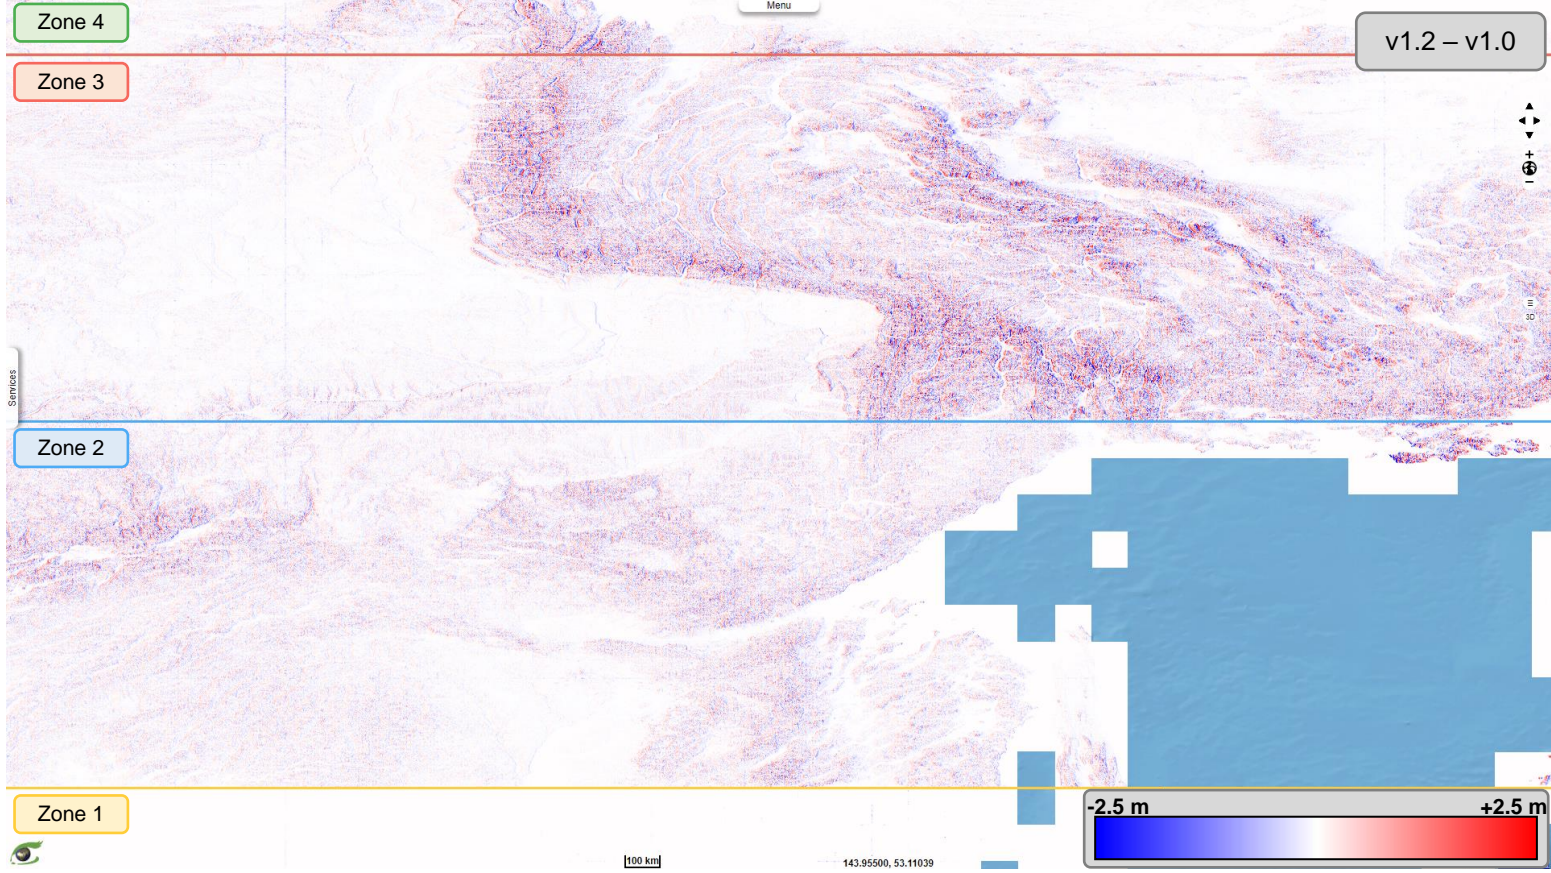 Zone 4
Menu
v1.2 – v1.0
Zone 3
+
−
3D
Services
Zone 2
Zone 1
-2.5 m
+2.5 m
100 km
143.95500, 53.11039